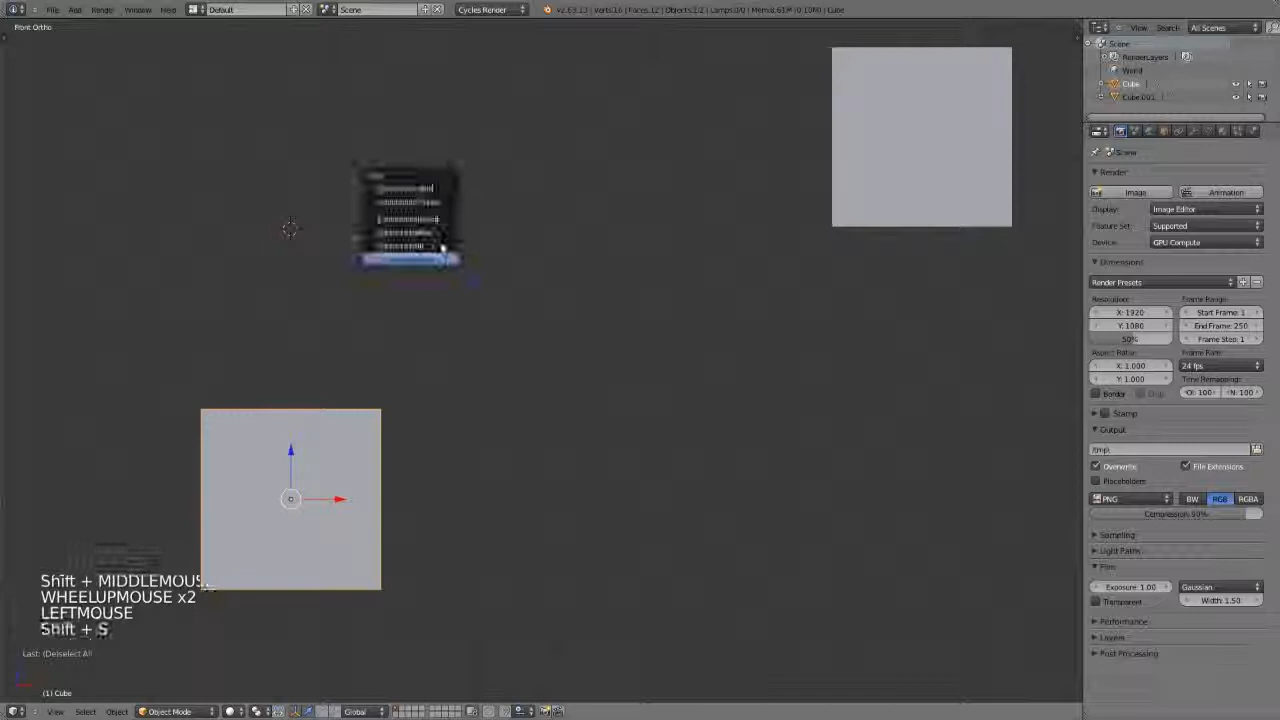 File Add Render Window Help Default Scene Cycles Render v2.63.13 | Verts:16 | Faces:12 | Objects:1/2 | Lamps:0/0 | Mem:8.61M (0.10M) | Cube
Front Ortho
View Search All Scenes
Scene
RenderLayers
World
Cube
Cube.001
Scene
Render
Image Animation
Display: Image Editor
Feature Set: Supported
Device: GPU Compute
Dimensions
Render Presets
Resolution: Frame Range:
X: 1920 Start Frame: 1
Y: 1080 End Frame: 250
50% Frame Step: 1
Aspect Ratio: Frame Rate:
X: 1.000 24 fps
Y: 1.000 Time Remapping:
Border Crop O: 100 N: 100
Stamp
Output
/tmp\
Overwrite File Extensions
Placeholders
PNG BW RGB RGBA
Compression: 90%
Sampling
Light Paths
Film
Exposure: 1.00 Gaussian
Transparent Width: 1.50
Performance
Layers
Post Processing
Shift + MIDDLEMOUSE
WHEELUPMOUSE x2
LEFTMOUSE
Shift + S
Last: (De)select All
(1) Cube
View Select Object Object Mode Global